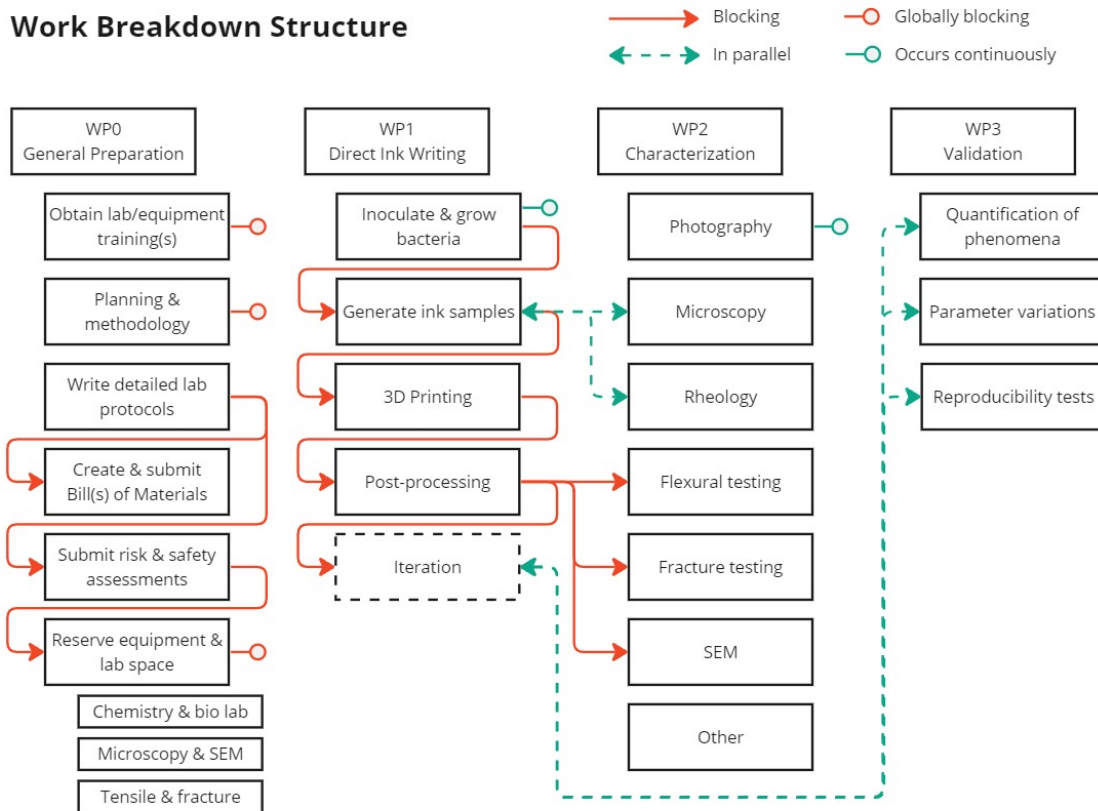 Work Breakdown Structure
Blocking
Globally blocking
In parallel
Occurs continuously
WP0
General Preparation
Obtain lab/equipment
training(s)
Planning &
methodology
Write detailed lab
protocols
Create & submit
Bill(s) of Materials
Submit risk & safety
assessments
Reserve equipment &
lab space
Chemistry & bio lab
Microscopy & SEM
Tensile & fracture
WP1
Direct Ink Writing
Inoculate & grow
bacteria
Generate ink samples
3D Printing
Post-processing
Iteration
WP2
Characterization
Photography
Microscopy
Rheology
Flexural testing
Fracture testing
SEM
Other
WP3
Validation
Quantification of
phenomena
Parameter variations
Reproducibility tests